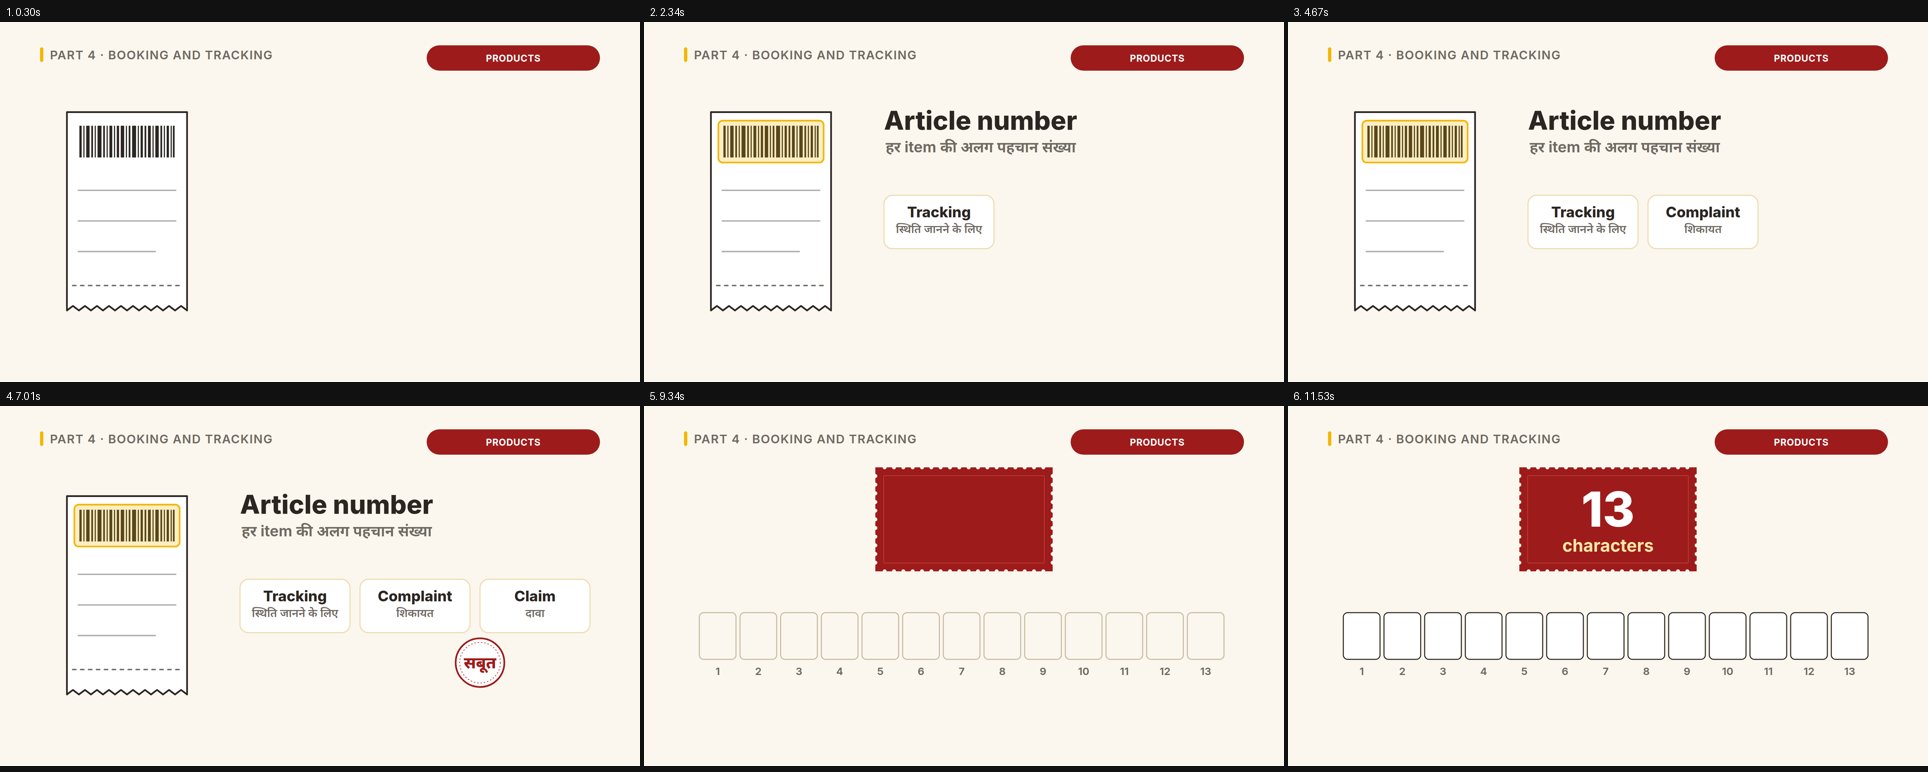 1. 0.30s
PART 4 · BOOKING AND TRACKING
PRODUCTS
2. 2.34s
PART 4 · BOOKING AND TRACKING
PRODUCTS
Article number
हर item की अलग पहचान संख्या
Tracking
स्थिति जानने के लिए
3. 4.67s
PART 4 · BOOKING AND TRACKING
PRODUCTS
Article number
हर item की अलग पहचान संख्या
Tracking
स्थिति जानने के लिए
Complaint
शिकायत
4. 7.01s
PART 4 · BOOKING AND TRACKING
PRODUCTS
Article number
हर item की अलग पहचान संख्या
Tracking
स्थिति जानने के लिए
Complaint
शिकायत
Claim
दावा
सबूत
5. 9.34s
PART 4 · BOOKING AND TRACKING
PRODUCTS
1 2 3 4 5 6 7 8 9 10 11 12 13
6. 11.53s
PART 4 · BOOKING AND TRACKING
PRODUCTS
13
characters
1 2 3 4 5 6 7 8 9 10 11 12 13